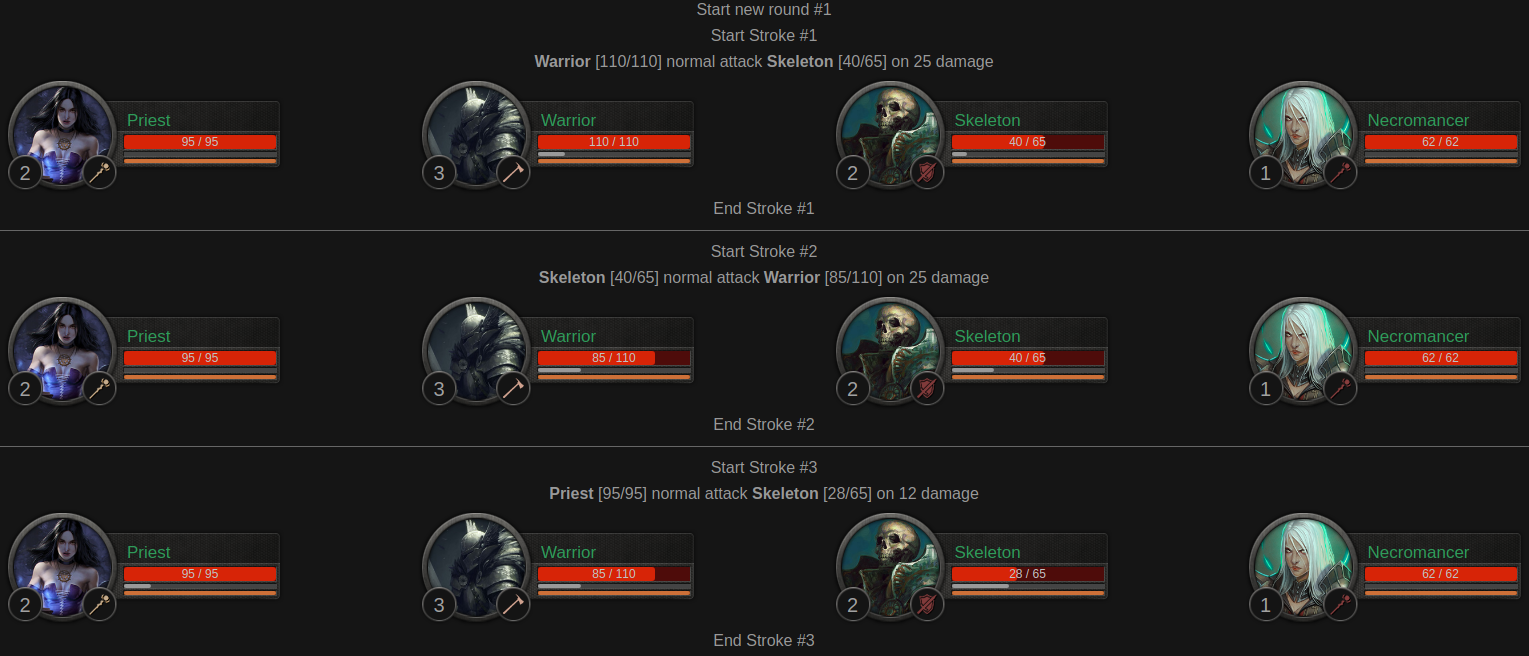 Start new round #1
Start Stroke #1
Warrior [110/110] normal attack Skeleton [40/65] on 25 damage
Priest
95 / 95
2
Warrior
110 / 110
3
Skeleton
40 / 65
2
Necromancer
62 / 62
1
End Stroke #1
Start Stroke #2
Skeleton [40/65] normal attack Warrior [85/110] on 25 damage
Priest
95 / 95
2
Warrior
85 / 110
3
Skeleton
40 / 65
2
Necromancer
62 / 62
1
End Stroke #2
Start Stroke #3
Priest [95/95] normal attack Skeleton [28/65] on 12 damage
Priest
95 / 95
2
Warrior
85 / 110
3
Skeleton
28 / 65
2
Necromancer
62 / 62
1
End Stroke #3